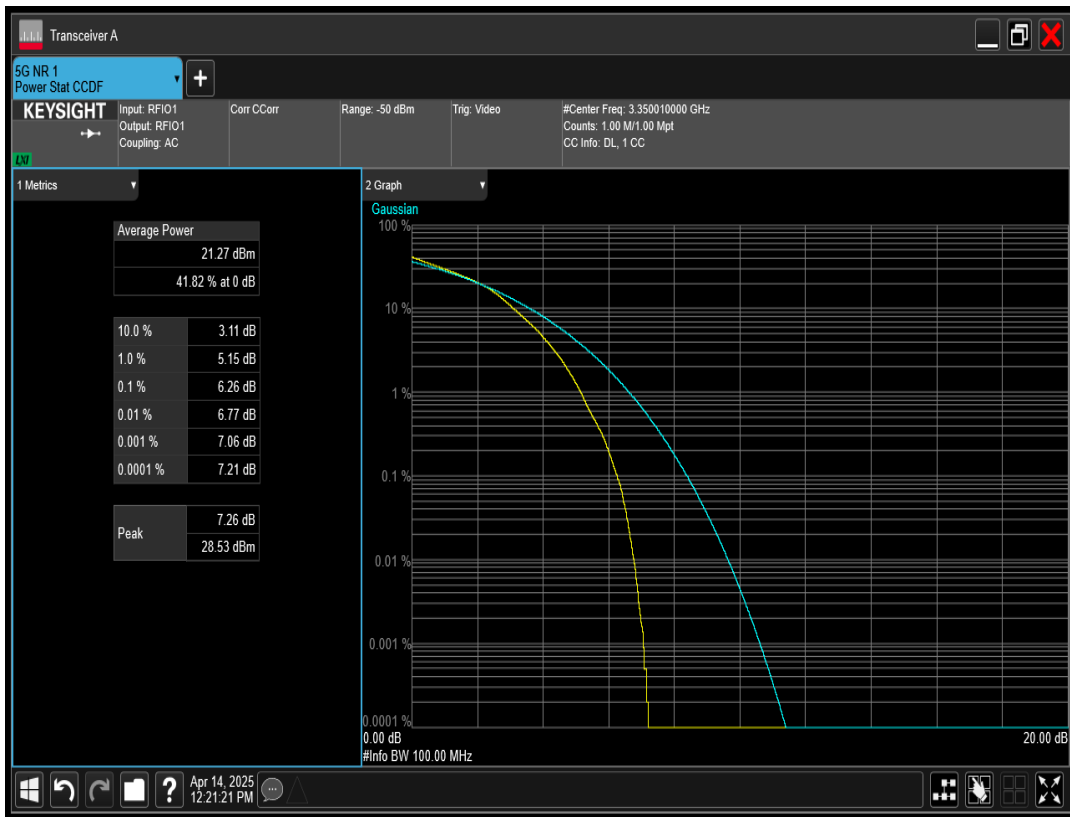 Transceiver A
5G NR 1
Power Stat CCDF
+
KEYSIGHT
LXI
Input: RFIO1
Output: RFIO1
Coupling: AC
Corr CCorr
Range: -50 dBm
Trig: Video
#Center Freq: 3.350010000 GHz
Counts: 1.00 M/1.00 Mpt
CC Info: DL, 1 CC
1 Metrics
Average Power
21.27 dBm
41.82 % at 0 dB
10.0 % 3.11 dB
1.0 % 5.15 dB
0.1 % 6.26 dB
0.01 % 6.77 dB
0.001 % 7.06 dB
0.0001 % 7.21 dB
Peak
7.26 dB
28.53 dBm
2 Graph
Gaussian
100 %
10 %
1 %
0.1 %
0.01 %
0.001 %
0.0001 %
0.00 dB 20.00 dB
#Info BW 100.00 MHz
?
Apr 14, 2025
12:21:21 PM